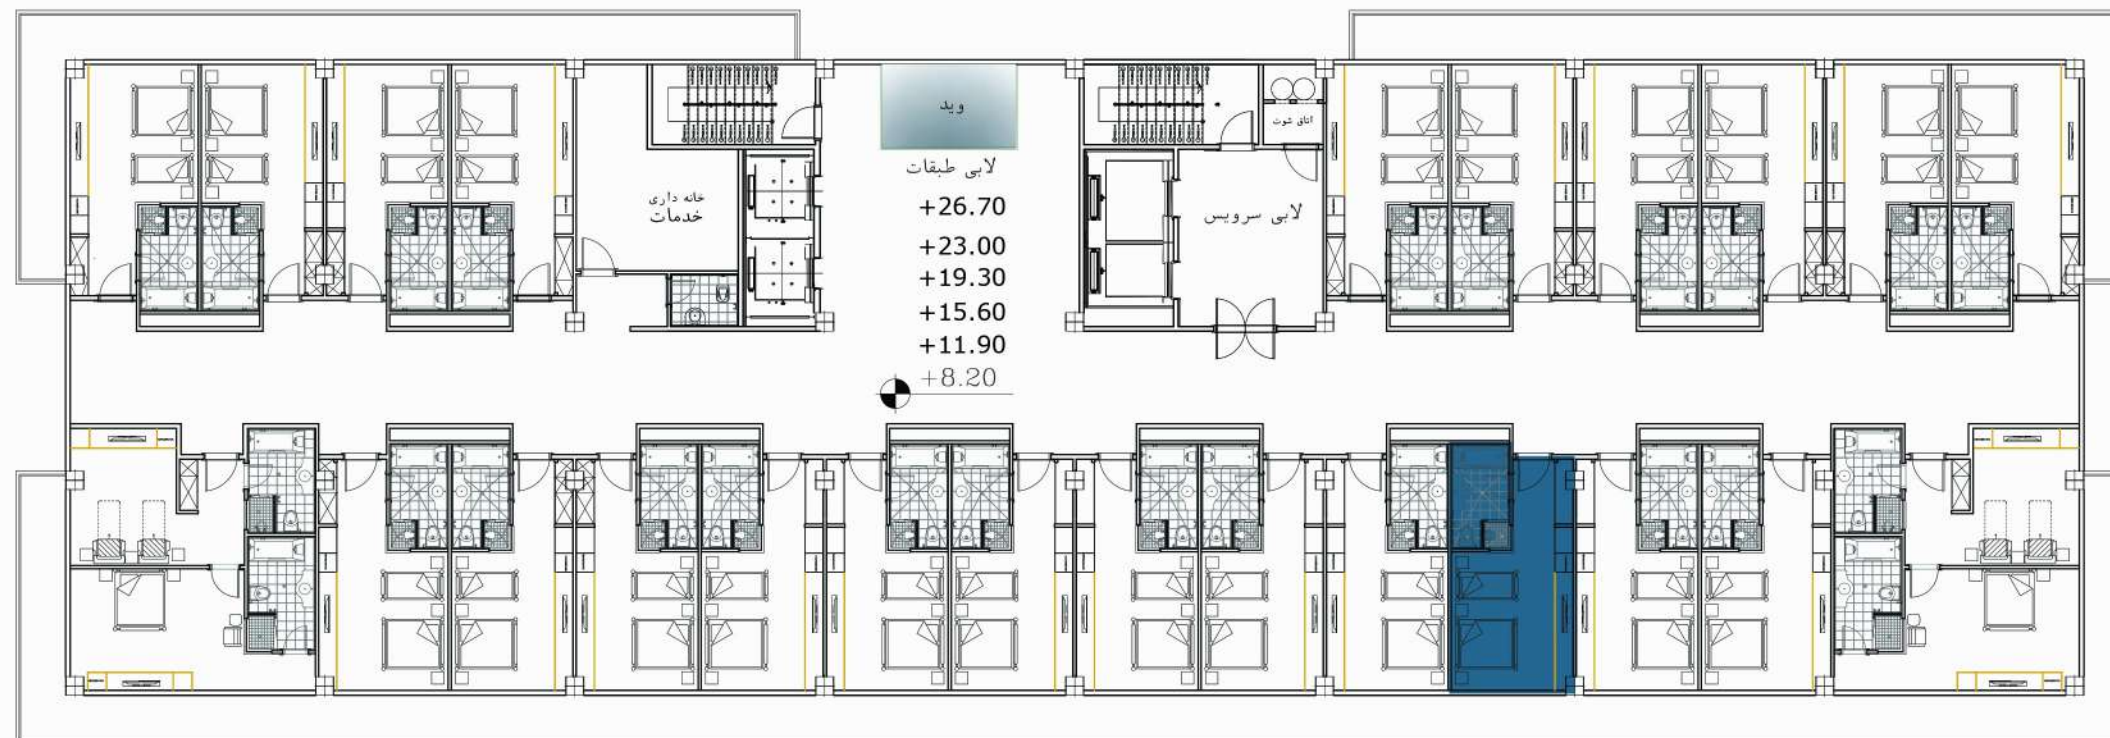 وید
اتاق شوت
لابی طبقات
خانه داری
خدمات
لابی سرویس
+26.70
+23.00
+19.30
+15.60
+11.90
+8.20